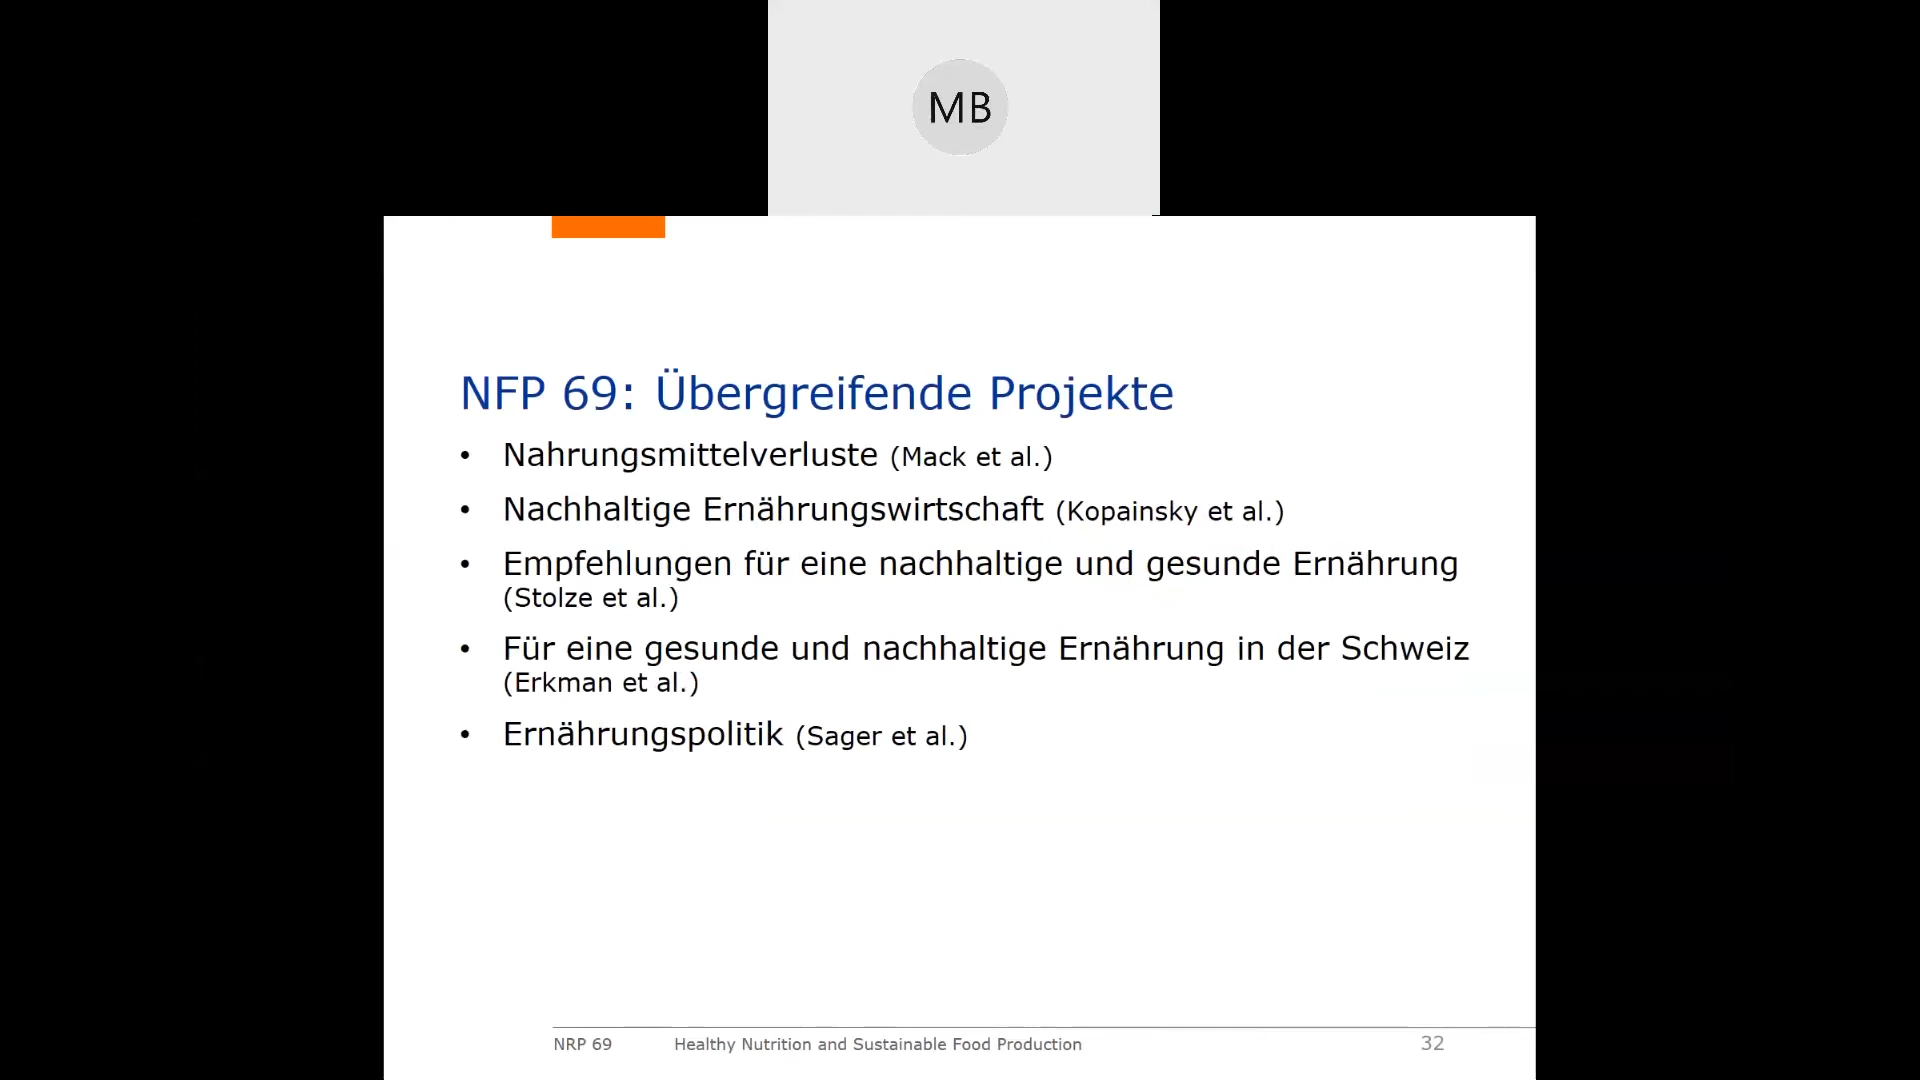 MB
NFP 69: Übergreifende Projekte
• Nahrungsmittelverluste (Mack et al.)
• Nachhaltige Ernährungswirtschaft (Kopainsky et al.)
• Empfehlungen für eine nachhaltige und gesunde Ernährung
(Stolze et al.)
• Für eine gesunde und nachhaltige Ernährung in der Schweiz
(Erkman et al.)
• Ernährungspolitik (Sager et al.)
NRP 69 Healthy Nutrition and Sustainable Food Production 32